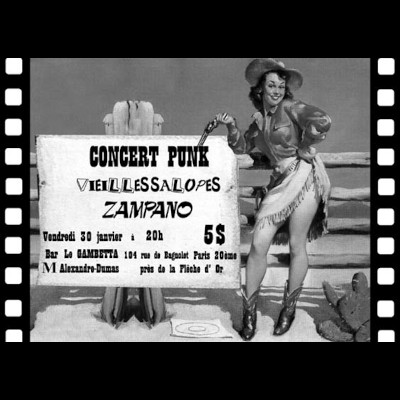 CONCERT PUNK
VIEILLESSALOPES
ZAMPANO
Vendredi 30 janvier à 20h 5$
Bar Le GAMBETTA 104 rue de Bagnolet Paris 20ème
M Alexandre-Dumas près de la Flèche d' Or